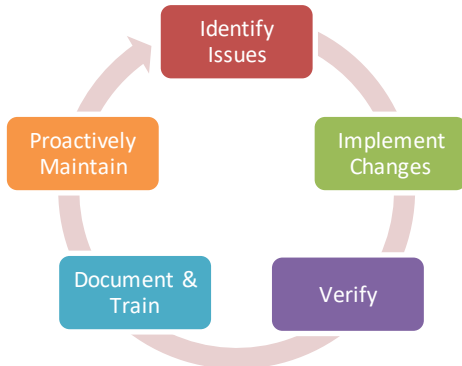 Identify
Issues
Implement
Changes
Verify
Document &
Train
Proactively
Maintain